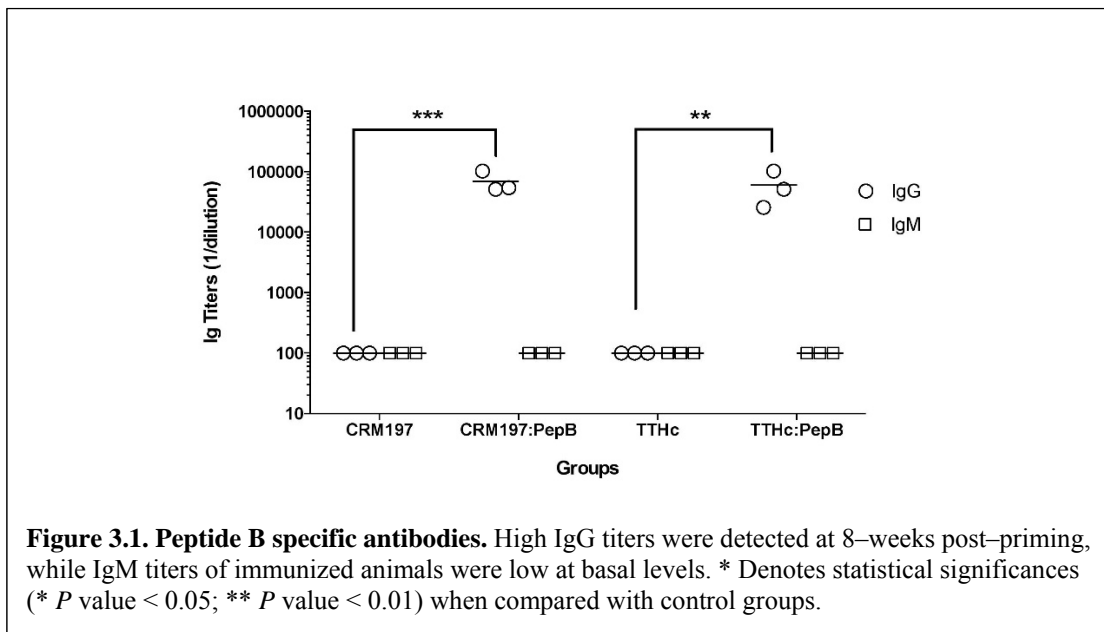 ***
**
1000000
100000
10000
1000
100
10
Ig Titers (1/dilution)
IgG
IgM
CRM197
CRM197:PepB
TTHc
TTHc:PepB
Groups
Figure 3.1. Peptide B specific antibodies. High IgG titers were detected at 8–weeks post–priming,
while IgM titers of immunized animals were low at basal levels. * Denotes statistical significances
(* P value < 0.05; ** P value < 0.01) when compared with control groups.